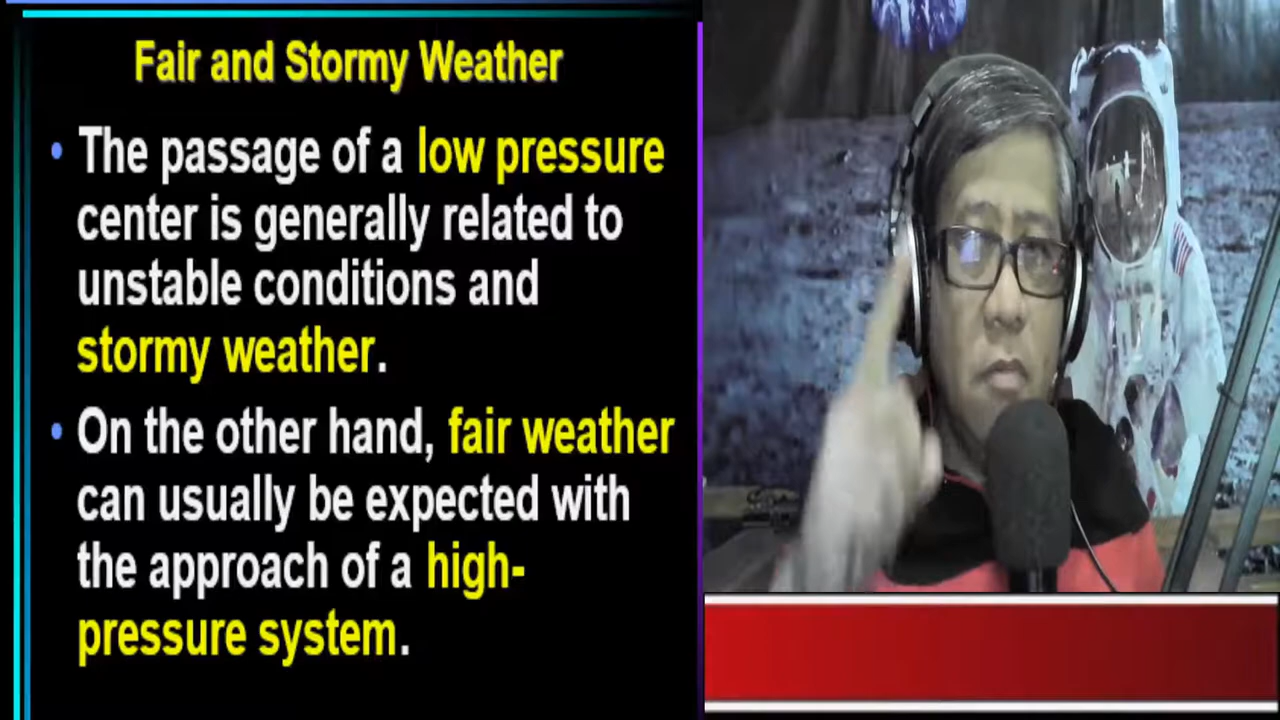 Fair and Stormy Weather
• The passage of a low pressure
center is generally related to
unstable conditions and
stormy weather.
• On the other hand, fair weather
can usually be expected with
the approach of a high-
pressure system.